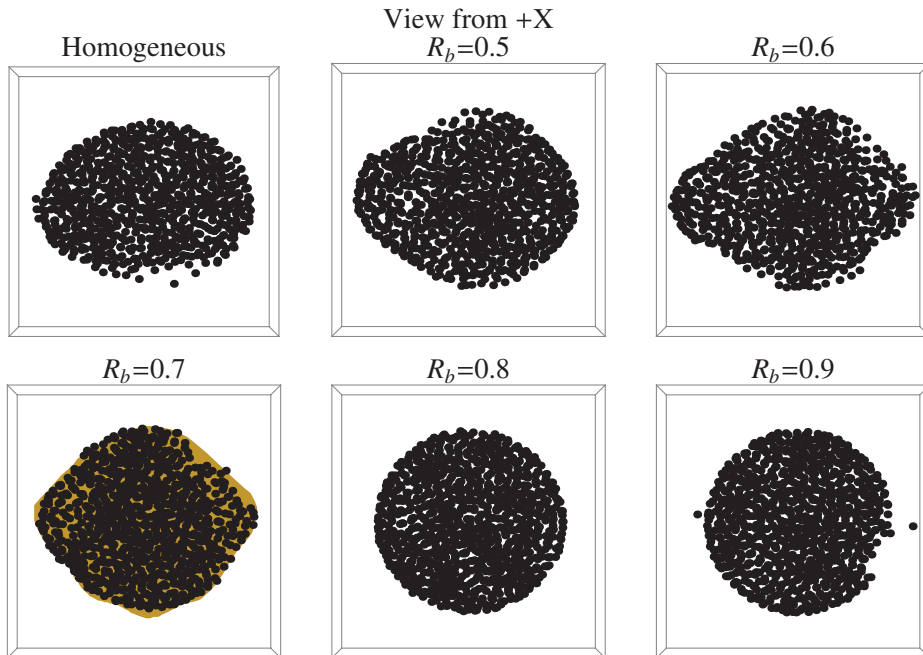 View from +X
Homogeneous
R_b=0.5
R_b=0.6
R_b=0.7
R_b=0.8
R_b=0.9